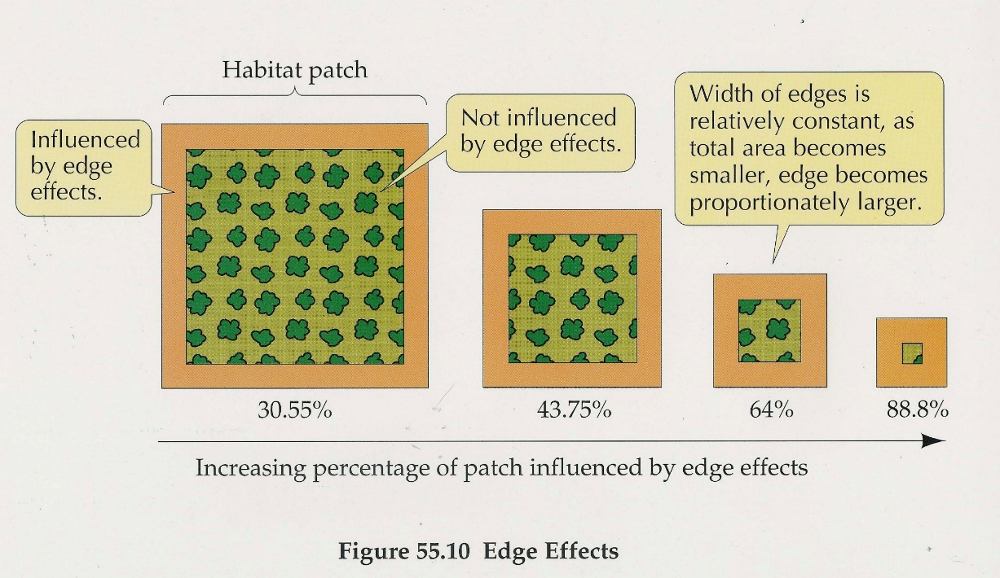 Habitat patch
Influenced
by edge
effects.
Not influenced
by edge effects.
Width of edges is
relatively constant, as
total area becomes
smaller, edge becomes
proportionately larger.
30.55%
43.75%
64%
88.8%
Increasing percentage of patch influenced by edge effects
Figure 55.10 Edge Effects